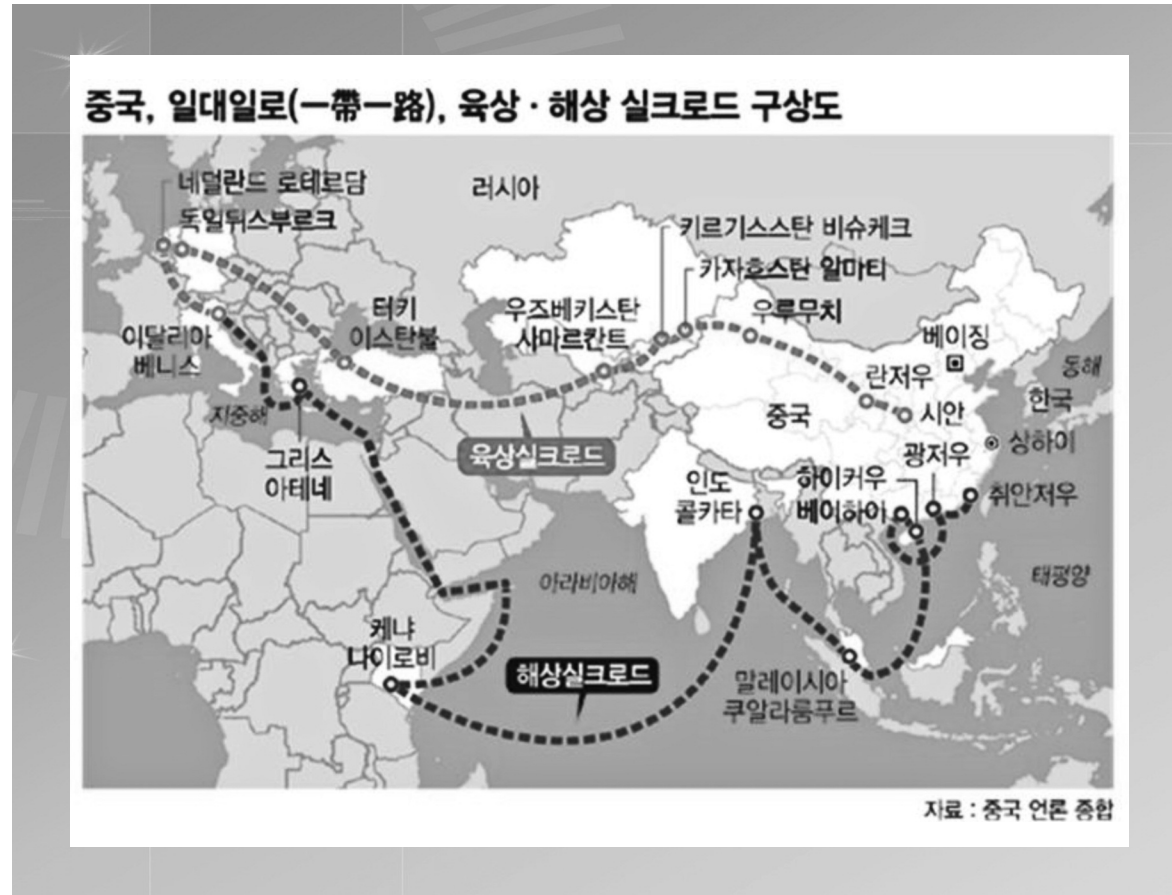 중국, 일대일로(一帶一路), 육상·해상 실크로드 구상도
네덜란드 로테르담
독일뒤스부르크
러시아
키르기스스탄 비슈케크
카자흐스탄 알마티
우루무치
터키
이스탄불
우즈베키스탄
사마르칸트
이탈리아
베니스
베이징
동해
란저우
한국
지중해
중국
시안
상하이
그리스
아테네
육상실크로드
광저우
하이커우
인도
콜카타
베이하이
취안저우
아라비아해
태평양
케냐
나이로비
해상실크로드
말레이시아
쿠알라룸푸르
자료 : 중국 언론 종합